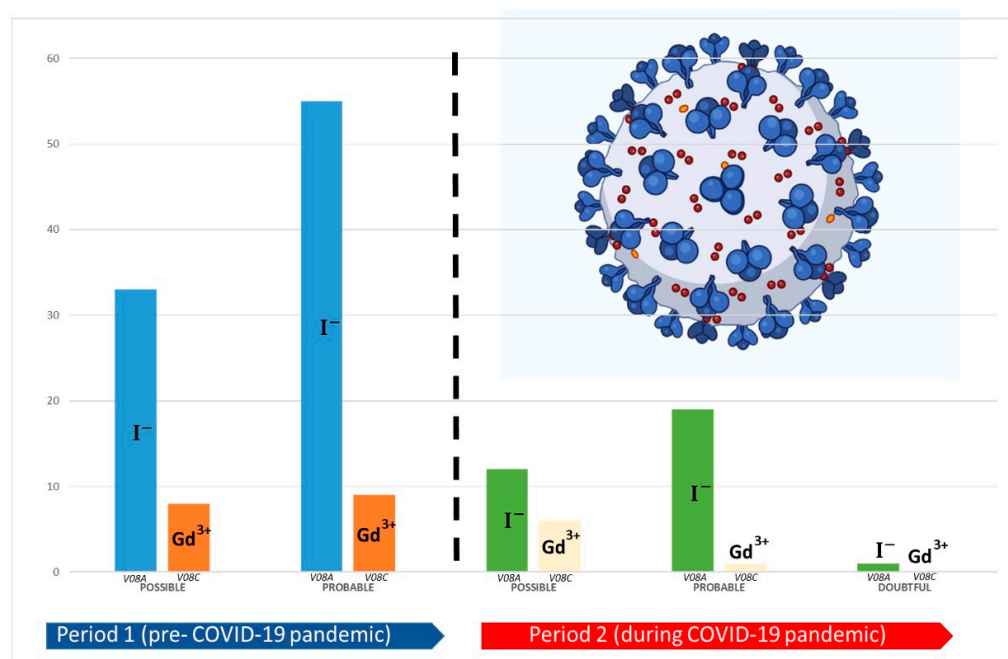 60
50
40
30
20
10
0
I⁻
Gd³⁺
I⁻
Gd³⁺
I⁻
Gd³⁺
I⁻
Gd³⁺
I⁻
Gd³⁺
V08A V08C V08A V08C V08A V08C V08A V08C V08A V08C
POSSIBLE PROBABLE POSSIBLE PROBABLE DOUBTFUL
Period 1 (pre- COVID-19 pandemic)
Period 2 (during COVID-19 pandemic)